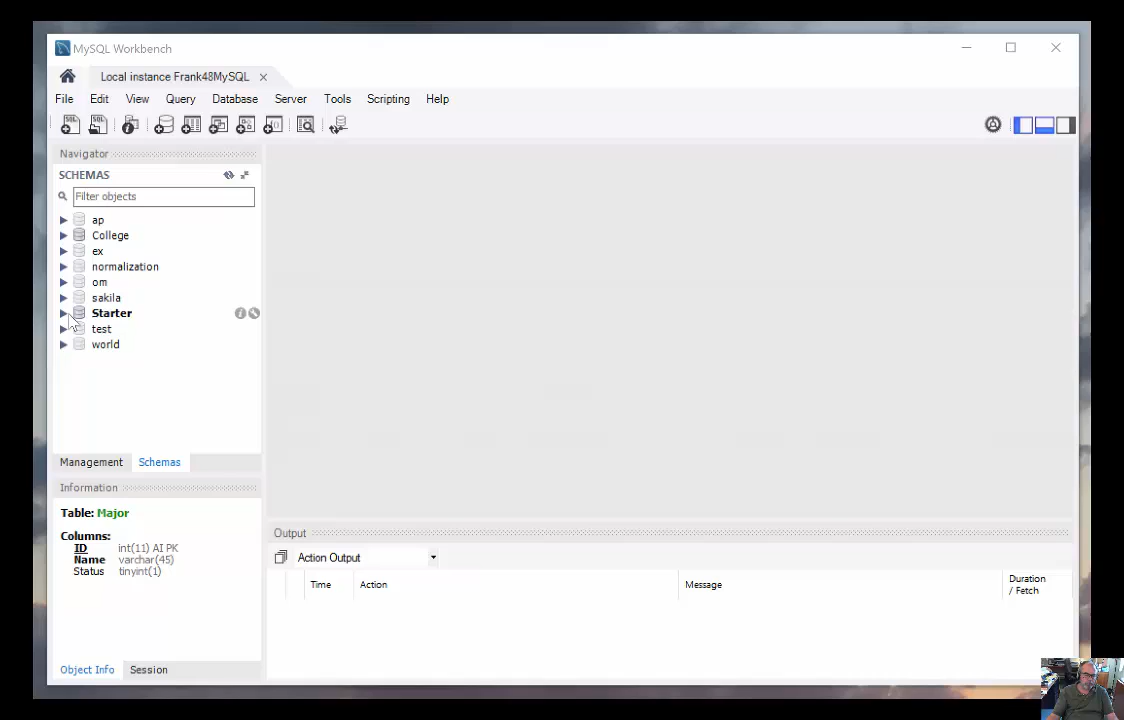 MySQL Workbench
Local instance Frank48MySQL
File Edit View Query Database Server Tools Scripting Help
Navigator
SCHEMAS
Filter objects
ap
College
ex
normalization
om
sakila
Starter
test
world
Management Schemas
Information
Table: Major
Columns:
ID int(11) AI PK
Name varchar(45)
Status tinyint(1)
Object Info Session
Output
Action Output
Time Action Message Duration / Fetch